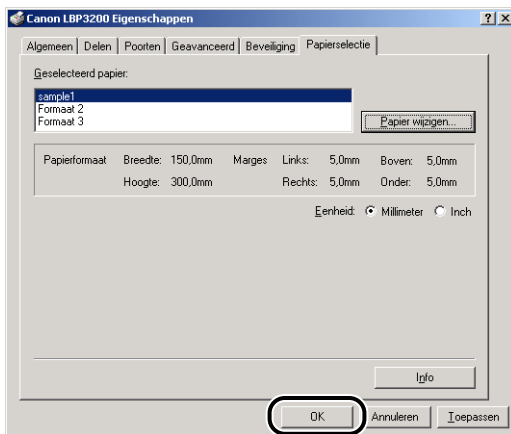 Canon LBP3200 Eigenschappen
Algemeen Delen Poorten Geavanceerd Beveiliging Papierselectie
Geselecteerd papier:
sample1
Formaat 2
Formaat 3
Papier wijzigen...
Papierformaat Breedte: 150,0mm Marges Links: 5,0mm Boven: 5,0mm
Hoogte: 300,0mm Rechts: 5,0mm Onder: 5,0mm
Eenheid: Millimeter Inch
Info
OK Annuleren Toepassen